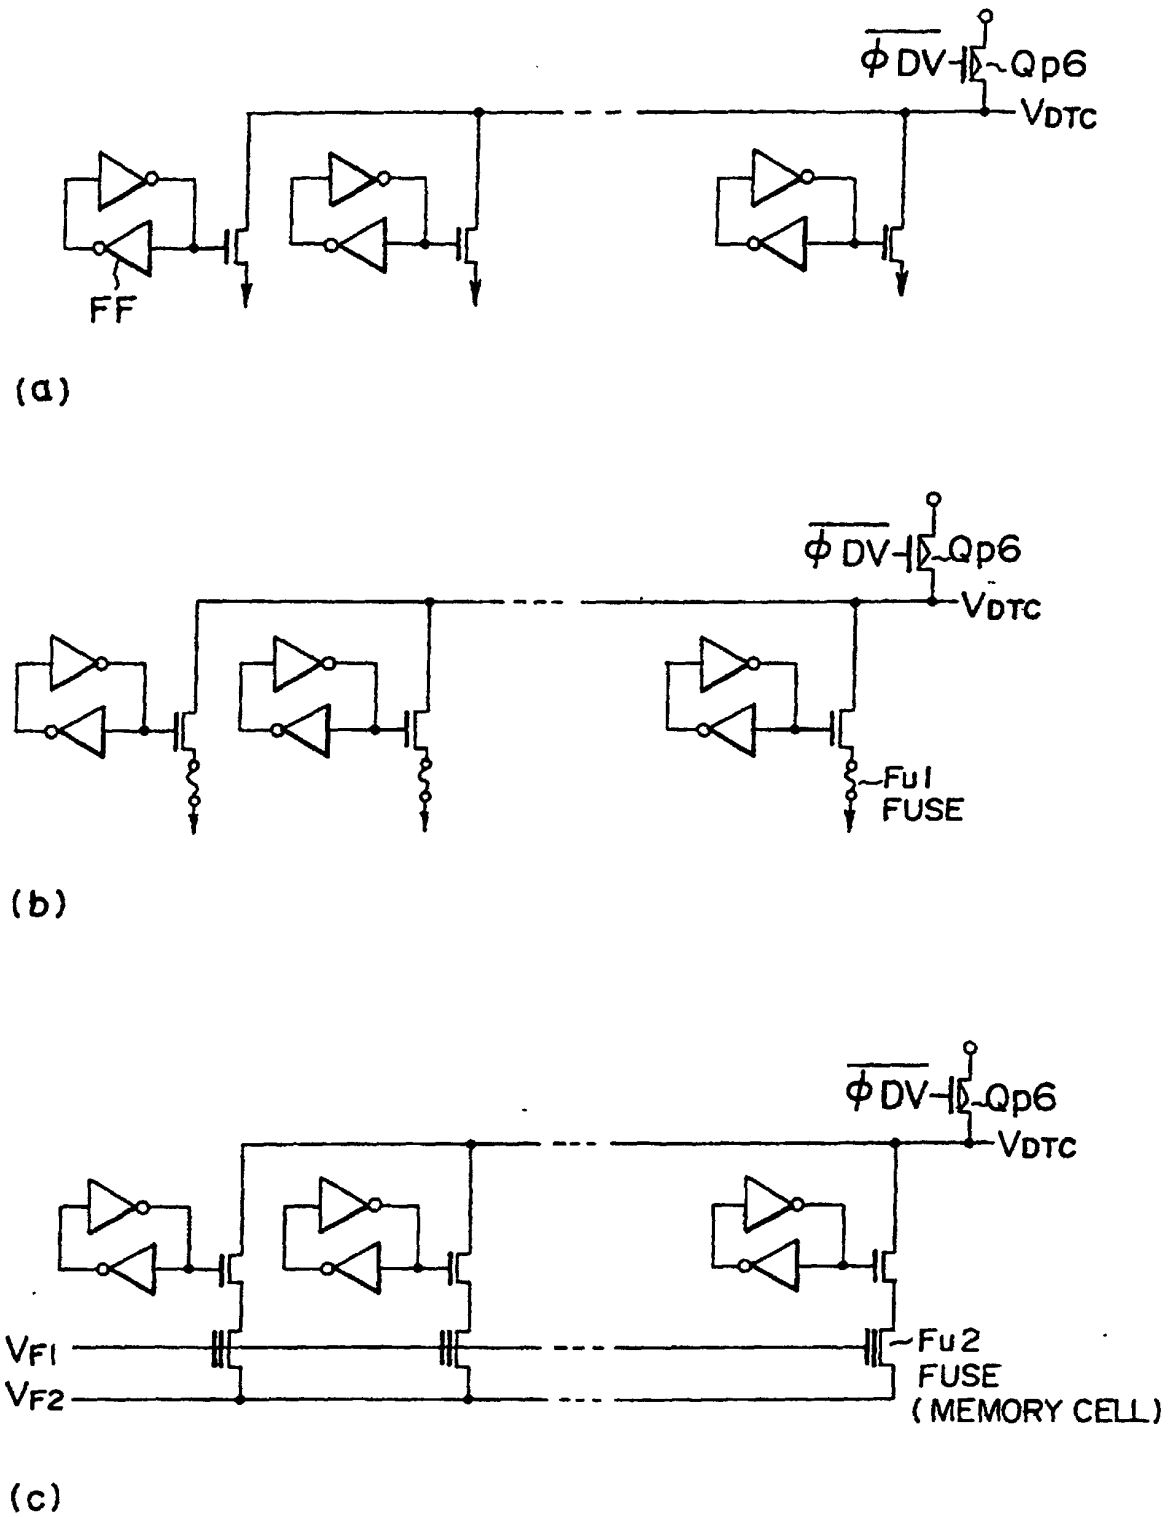 φDV Qp6
VDTC
FF
(a)
φDV Qp6
VDTC
Fu1
FUSE
(b)
φDV Qp6
VDTC
VF1
Fu2
FUSE
VF2
(MEMORY CELL)
(c)